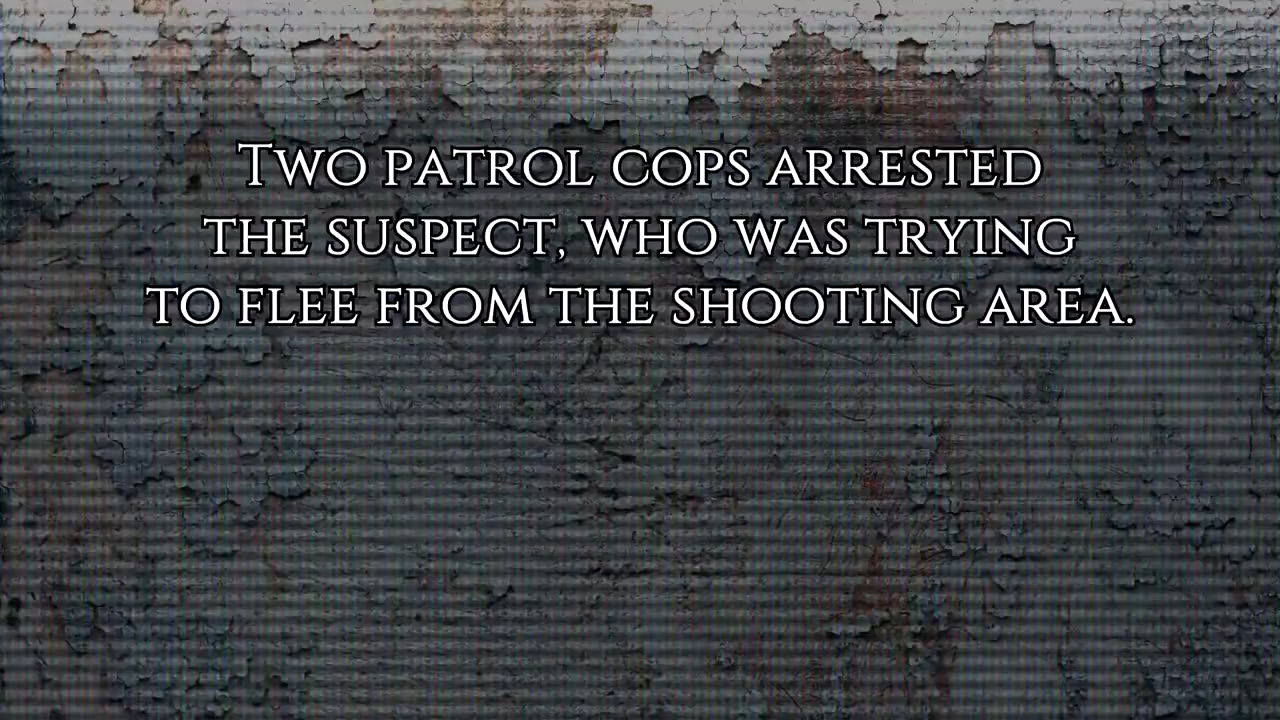 Two patrol cops arrested
the suspect, who was trying
to flee from the shooting area.